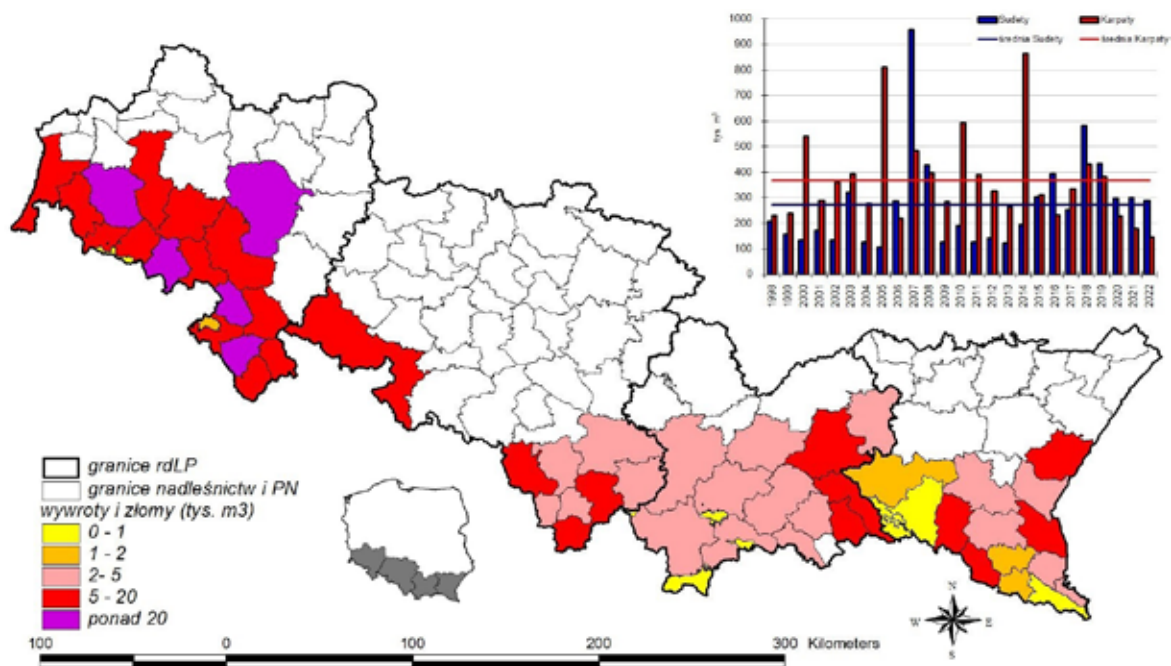 1000
900
800
700
600
500
400
300
200
100
0
tys. m³
Sudety
Karpaty
średnia Sudety
średnia Karpaty
1998 1999 2000 2001 2002 2003 2004 2005 2006 2007 2008 2009 2010 2011 2012 2013 2014 2015 2016 2017 2018 2019 2020 2021 2022
granice rdLP
granice nadleśnictw i PN
wywroty i złomy (tys. m3)
0 - 1
1 - 2
2- 5
5 - 20
ponad 20
N
W E
S
100 0 100 200 300 Kilometers